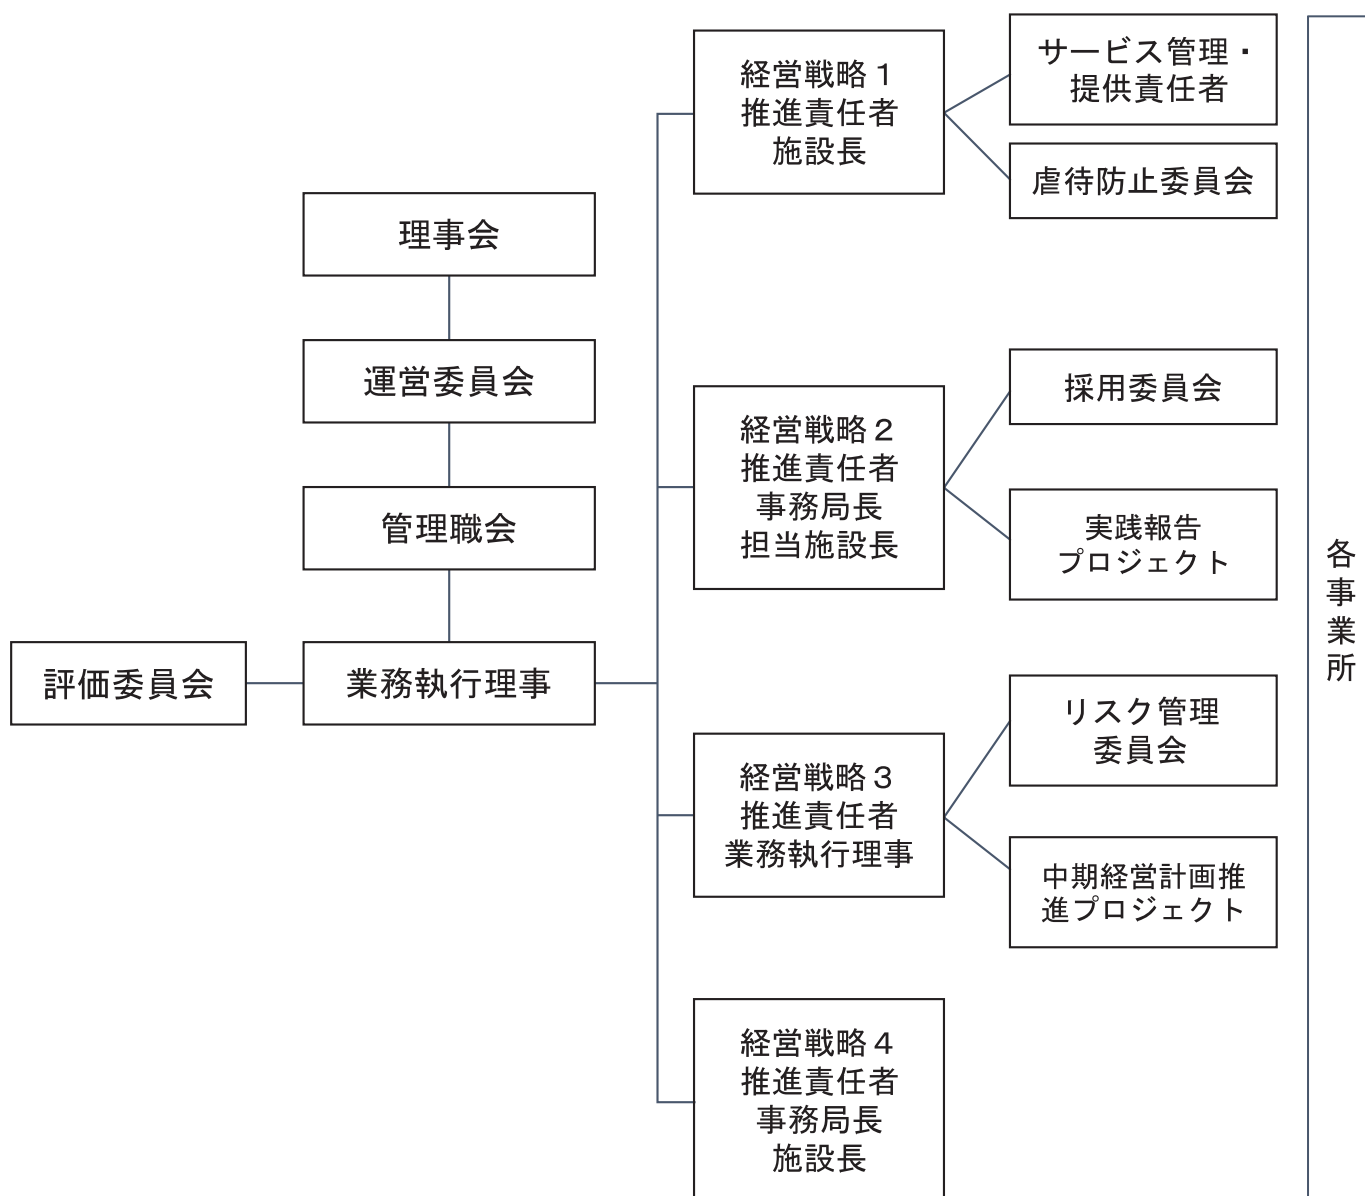 理事会
運営委員会
管理職会
評価委員会
業務執行理事
経営戦略１
推進責任者
施設長
サービス管理・
提供責任者
虐待防止委員会
経営戦略２
推進責任者
事務局長
担当施設長
採用委員会
実践報告
プロジェクト
経営戦略３
推進責任者
業務執行理事
リスク管理
委員会
中期経営計画推
進プロジェクト
経営戦略４
推進責任者
事務局長
施設長
各事業所